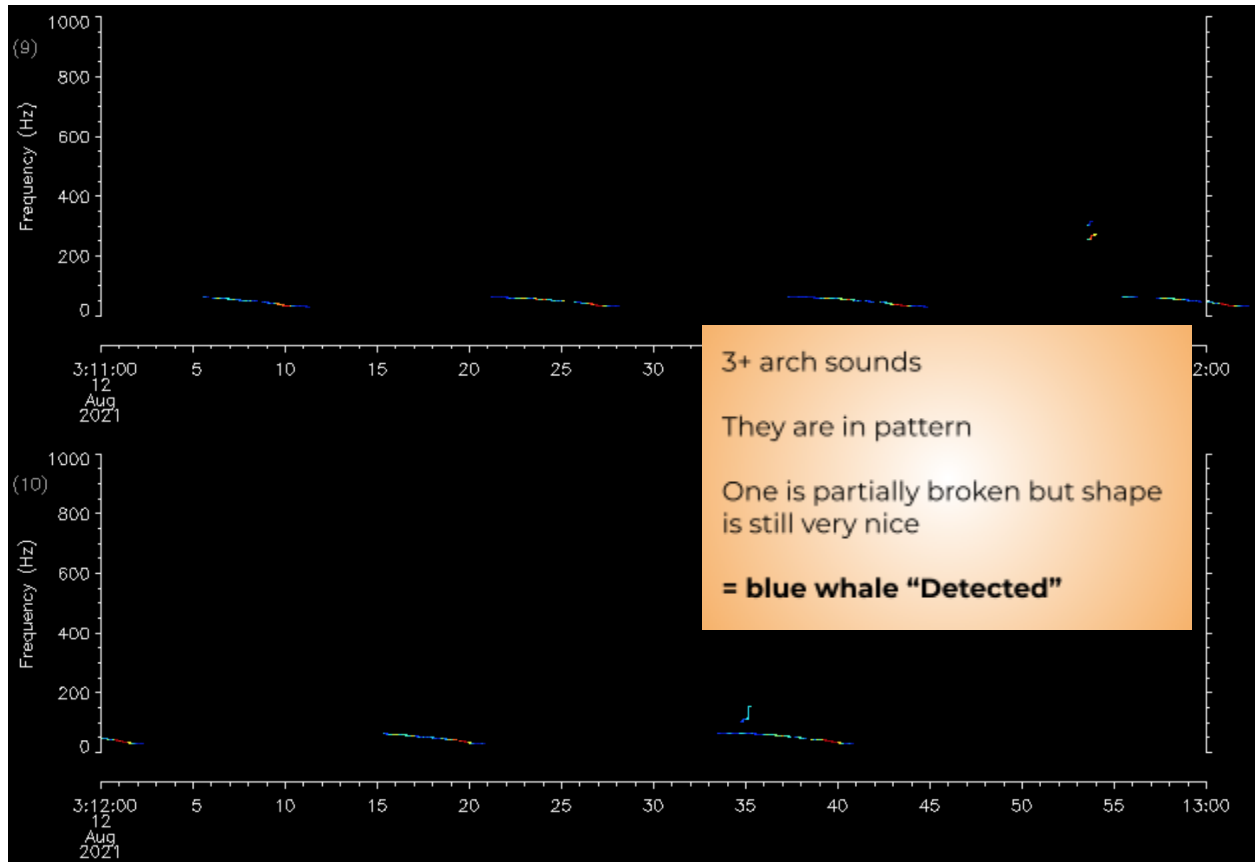 1000
(9)
800
600
Frequency (Hz)
400
200
0
3:11:00 5 10 15 20 25 30 2:00
12
Aug
2021
3+ arch sounds
They are in pattern
One is partially broken but shape
is still very nice
= blue whale “Detected”
1000
(10)
800
600
Frequency (Hz)
400
200
0
3:12:00 5 10 15 20 25 30 35 40 45 50 55 13:00
12
Aug
2021